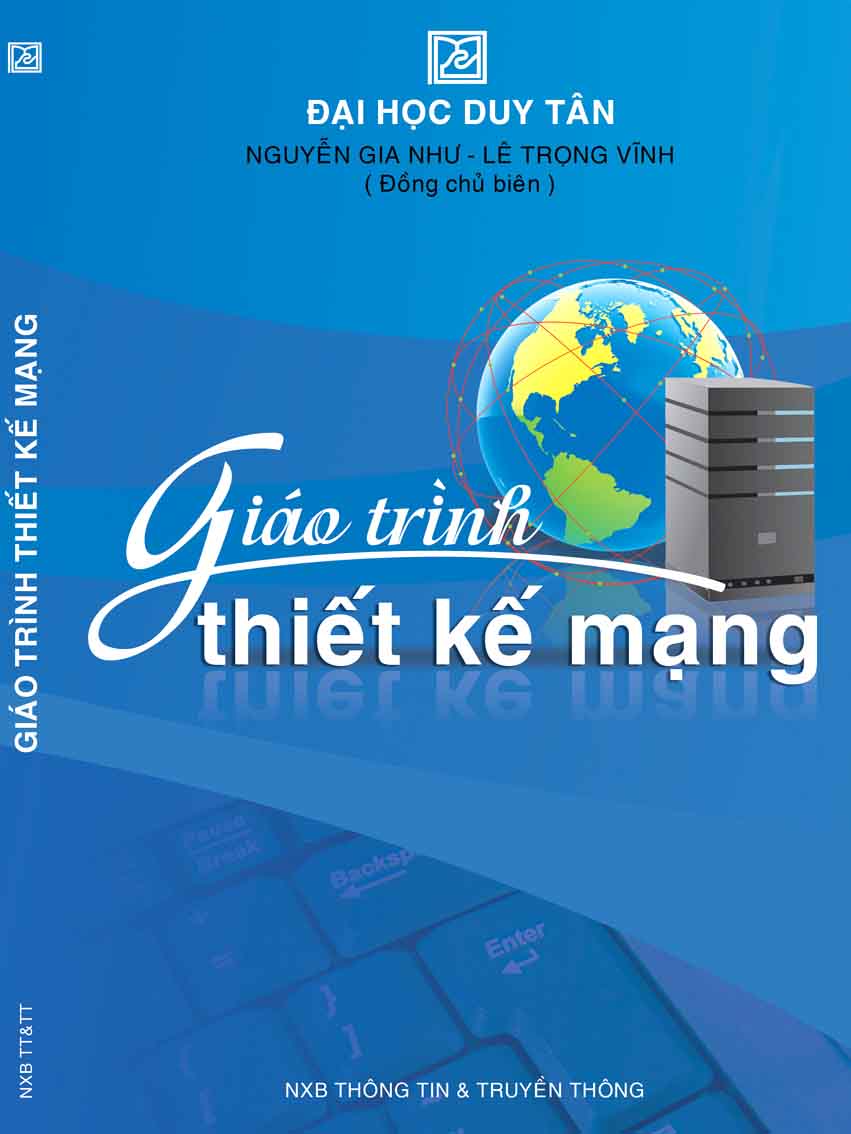 ĐẠI HỌC DUY TÂN
NGUYỄN GIA NHƯ - LÊ TRỌNG VĨNH
( Đồng chủ biên )
Giáo trình
thiết kế mạng
GIÁO TRÌNH THIẾT KẾ MẠNG
Pause
Break
Backsp
Enter
}
]
NXB TT&TT
NXB THÔNG TIN & TRUYỀN THÔNG